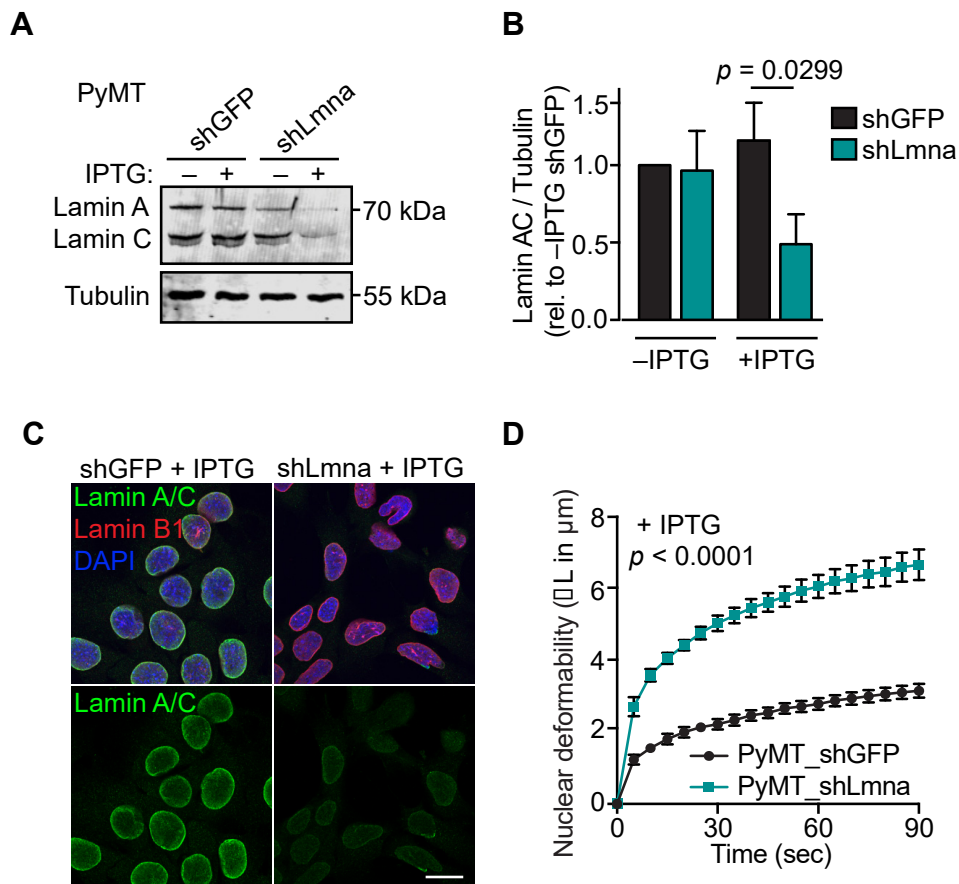 A
PyMT
shGFP
shLmna
IPTG: – + – +
Lamin A
70 kDa
Lamin C
Tubulin
55 kDa
B
p = 0.0299
Lamin AC / Tubulin
(rel. to –IPTG shGFP)
1.5
1.0
0.5
0.0
shGFP
shLmna
–IPTG
+IPTG
C
shGFP + IPTG
shLmna + IPTG
Lamin A/C
Lamin B1
DAPI
Lamin A/C
D
Nuclear deformability (▯L in μm)
8
6
4
2
0
+ IPTG
p < 0.0001
PyMT_shGFP
PyMT_shLmna
0 30 60 90
Time (sec)